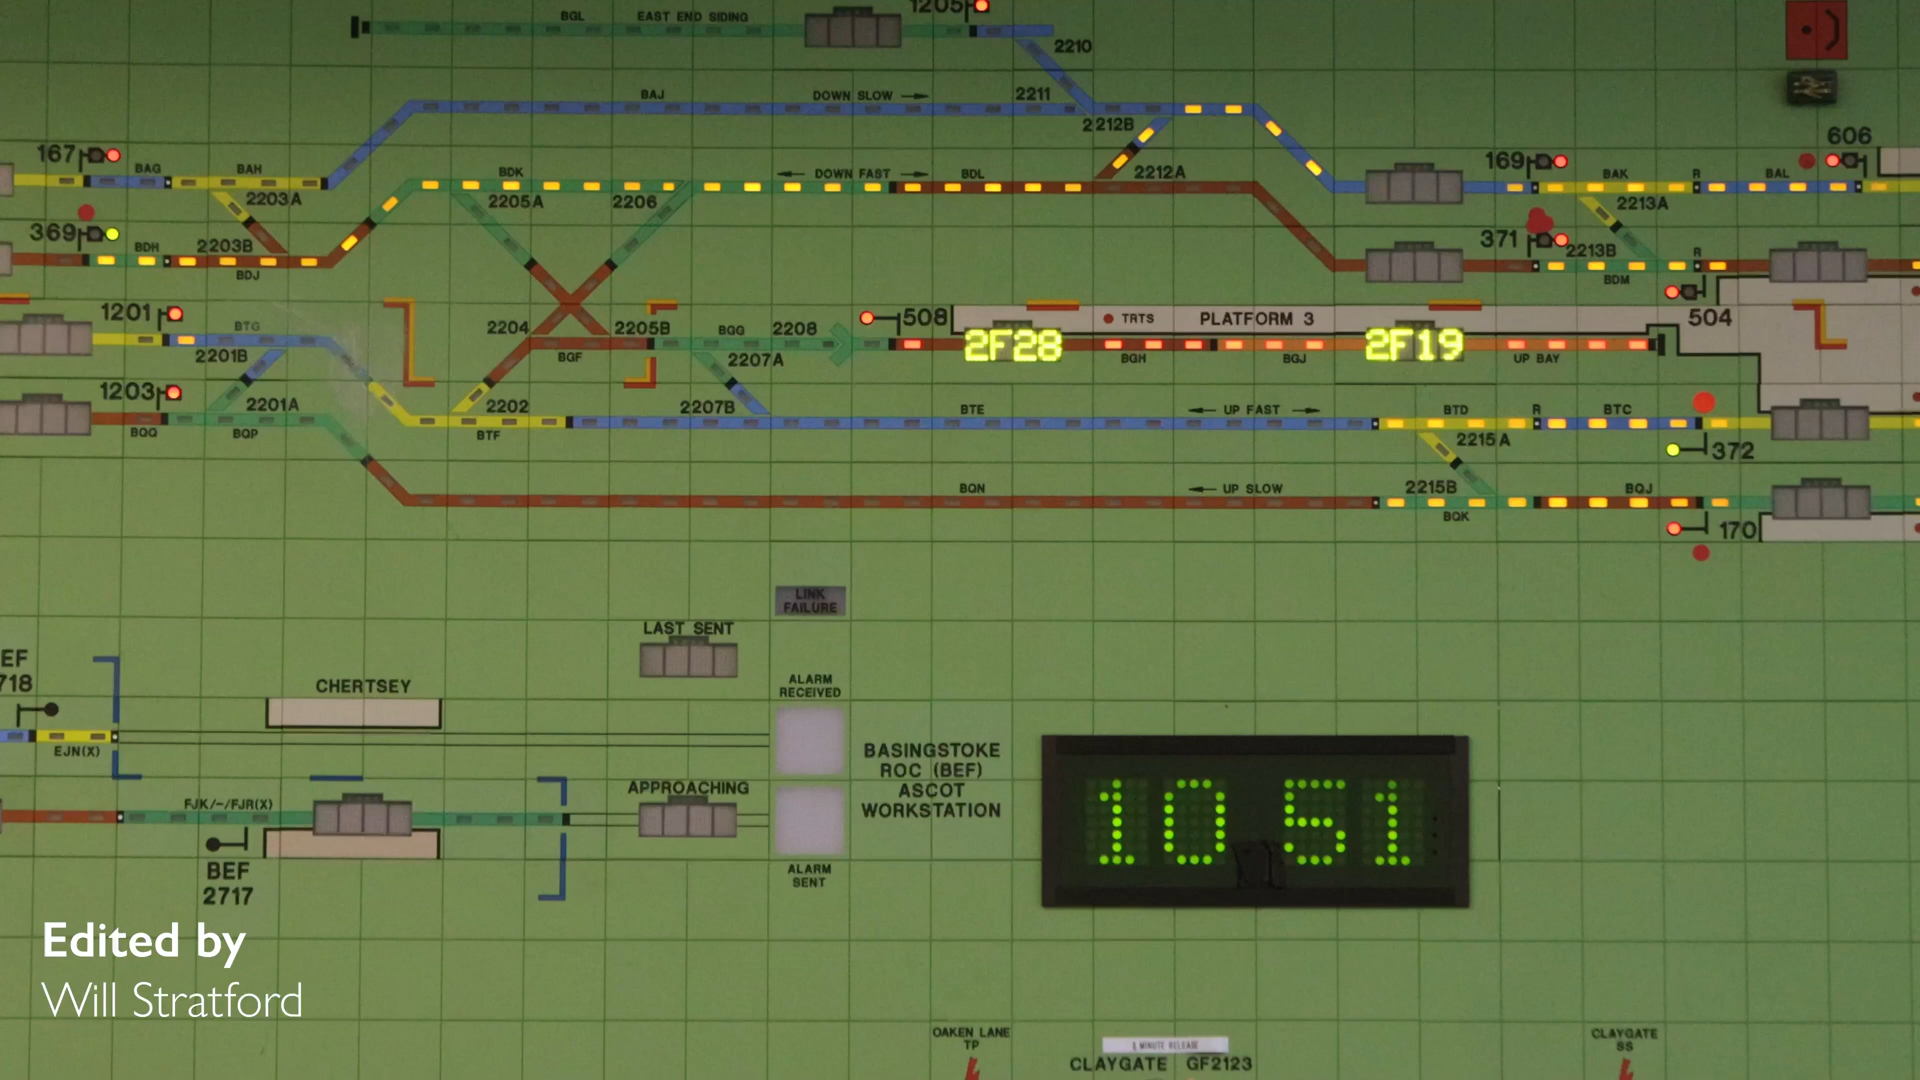 1205
BGL EAST END SIDING
2210
BAJ DOWN SLOW 2211
2212B
606
167 BAG BAH
2203A
BDK
2205A 2206
DOWN FAST BDL
2212A
169 BAK R BAL
2213A
369 BDH 2203B
BDJ
371 2213B R
BDM
1201 BTG
2201B
2204 2205B
BGF
BGG 2208
2207A
508 TRTS PLATFORM 3
2F28 BGH BGJ 2F19 UP BAY
504
1203
BQQ 2201A
BQP
2202
BTF
2207B BTE UP FAST BTD R BTC
2215A
372
BQN UP SLOW 2215B BQJ
BQK
170
LINK
FAILURE
LAST SENT
EF
718
EJN(X)
CHERTSEY
ALARM
RECEIVED
BASINGSTOKE
ROC (BEF)
ASCOT
WORKSTATION
10 51
FJK/-/FJR(X)
APPROACHING
BEF
2717
ALARM
SENT
Edited by
Will Stratford
OAKEN LANE
TP
1 MINUTE RELEASE
CLAYGATE GF2123
CLAYGATE
SS